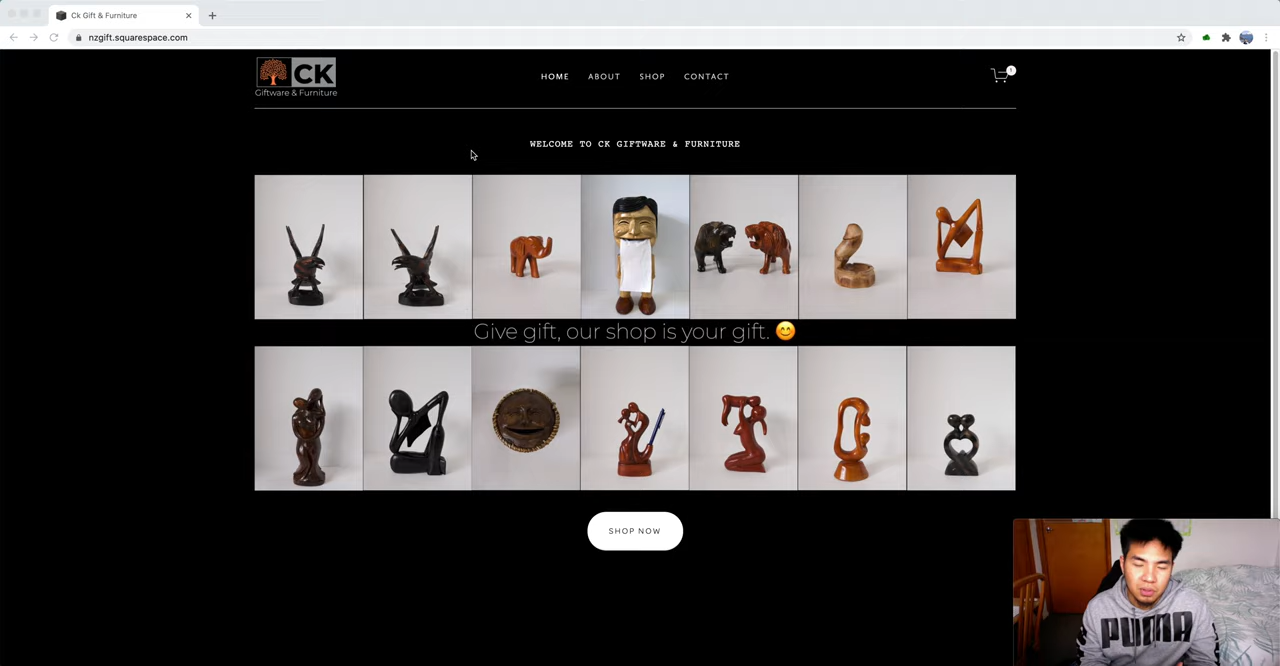 Ck Gift & Furniture
nzgift.squarespace.com
CK
Giftware & Furniture
HOME ABOUT SHOP CONTACT
1
WELCOME TO CK GIFTWARE & FURNITURE
Give gift, our shop is your gift. 😊
SHOP NOW
PUMA